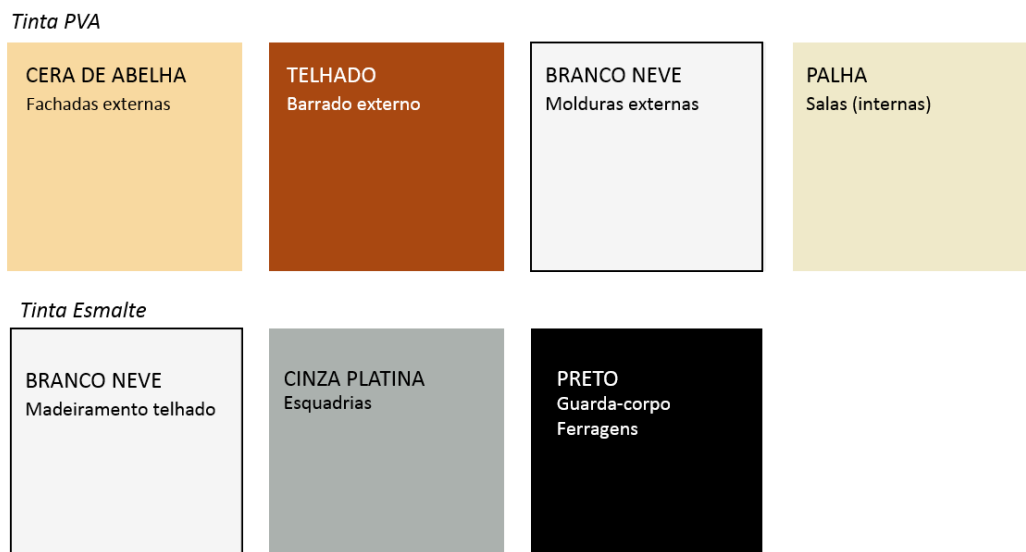 Tinta PVA
CERA DE ABELHA
Fachadas externas
TELHADO
Barrado externo
BRANCO NEVE
Molduras externas
PALHA
Salas (internas)
Tinta Esmalte
BRANCO NEVE
Madeiramento telhado
CINZA PLATINA
Esquadrias
PRETO
Guarda-corpo
Ferragens